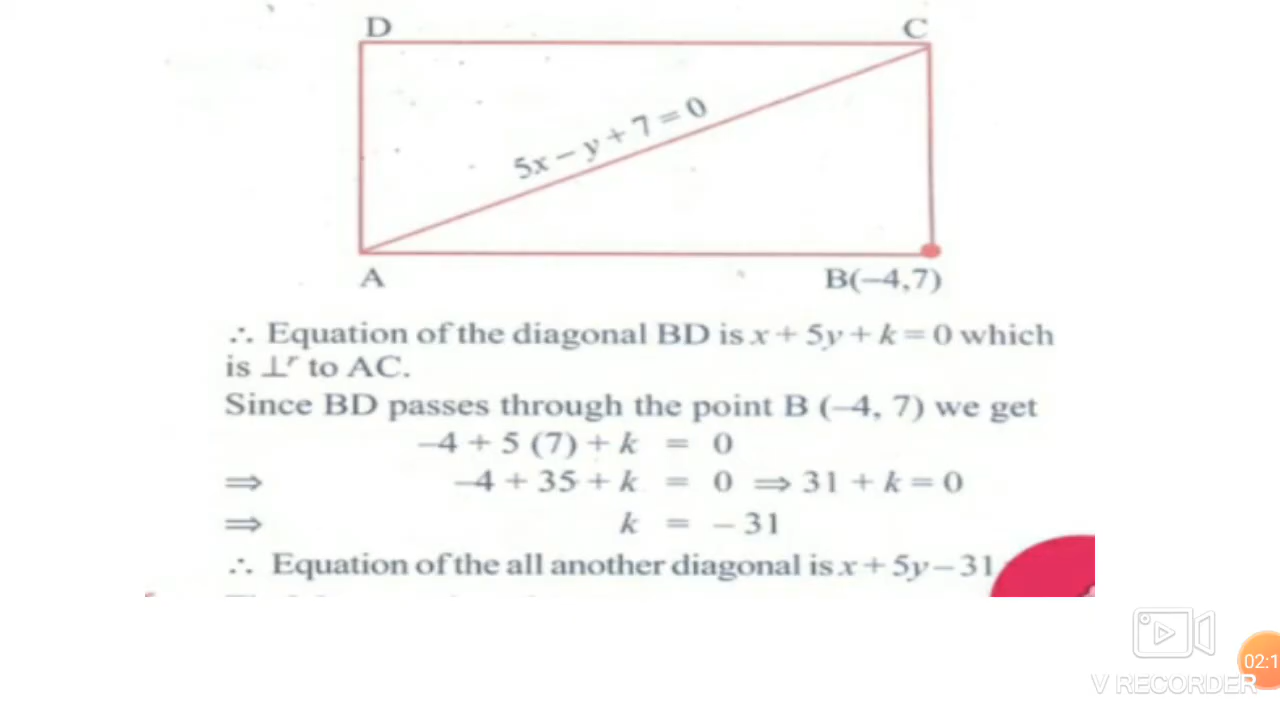 D C
5x – y + 7 = 0
A
B(–4,7)
∴ Equation of the diagonal BD is x + 5y + k = 0 which
is ⊥ʳ to AC.
Since BD passes through the point B (–4, 7) we get
–4 + 5 (7) + k = 0
⇒ –4 + 35 + k = 0 ⇒ 31 + k = 0
⇒ k = – 31
∴ Equation of the all another diagonal is x + 5y – 31
V RECORDER
02:1